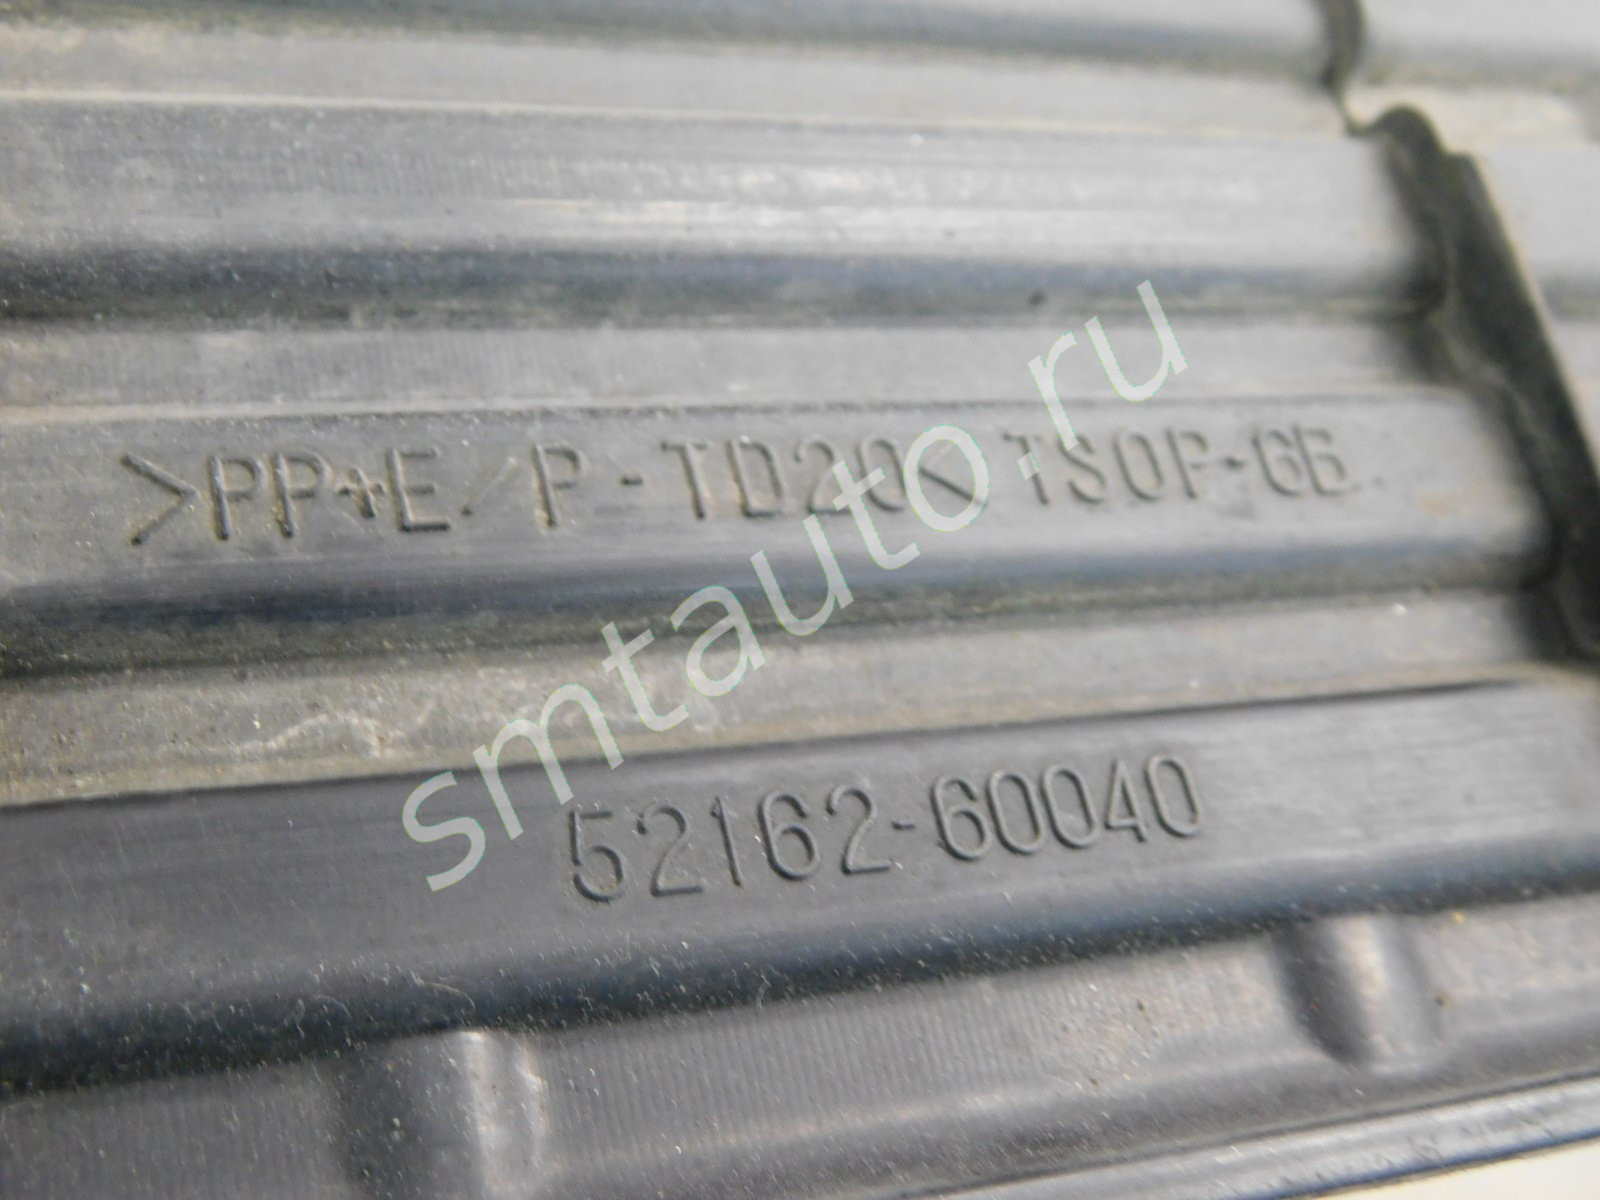 >PP+E/P-TD20< TSOP-6B
52162-60040
smtauto.ru